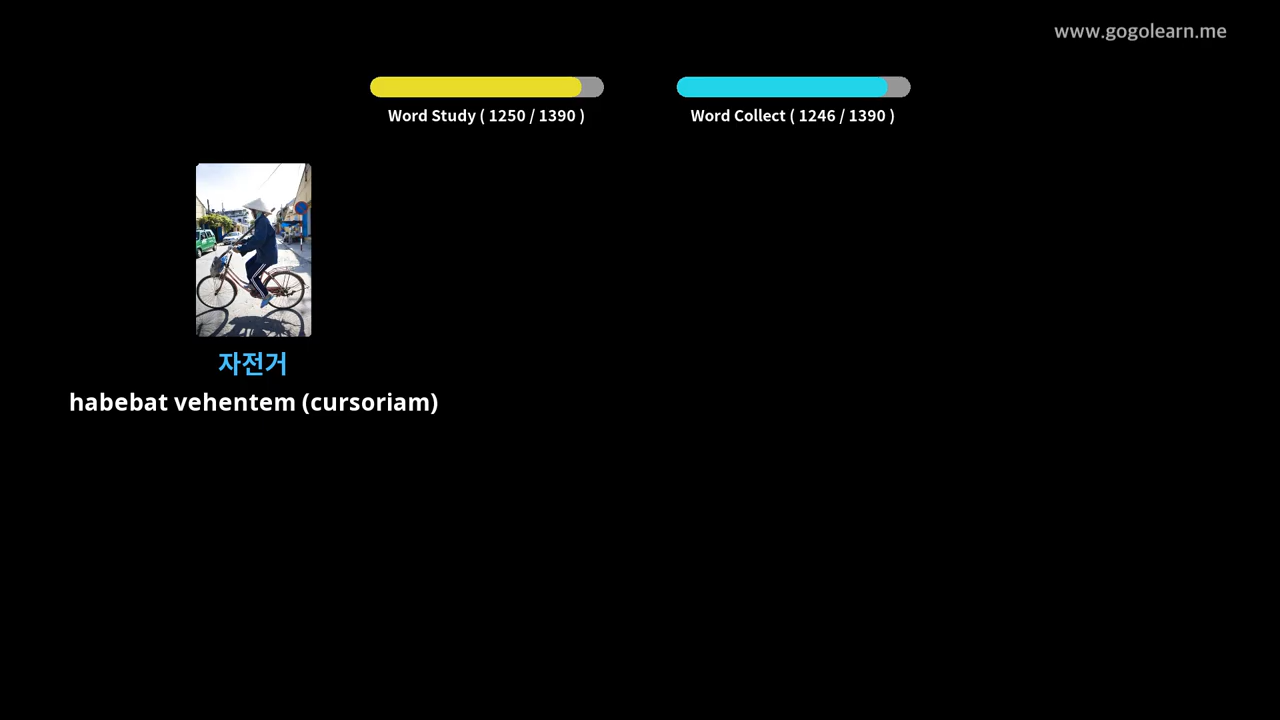 www.gogolearn.me
Word Study ( 1250 / 1390 )
Word Collect ( 1246 / 1390 )
자전거
habebat vehentem (cursoriam)